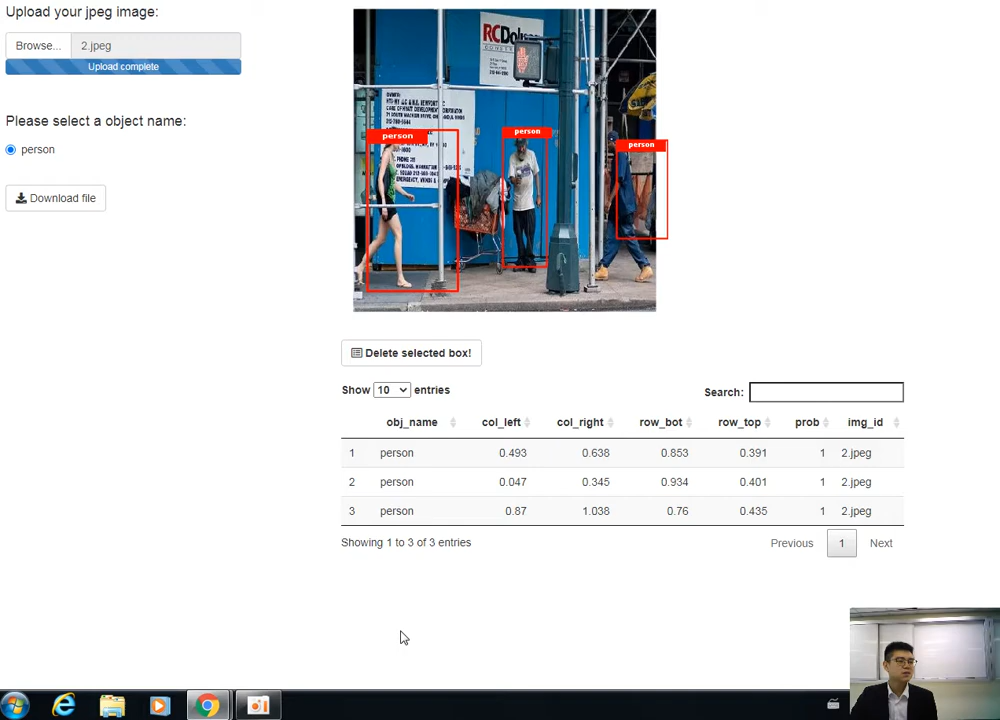 Upload your jpeg image:
Browse...
2.jpeg
Upload complete
Please select a object name:
person
Download file
RCDol
person
person
person
Delete selected box!
Show 10 entries
Search:
obj_name col_left col_right row_bot row_top prob img_id
1 person 0.493 0.638 0.853 0.391 1 2.jpeg
2 person 0.047 0.345 0.934 0.401 1 2.jpeg
3 person 0.87 1.038 0.76 0.435 1 2.jpeg
Showing 1 to 3 of 3 entries
Previous 1 Next